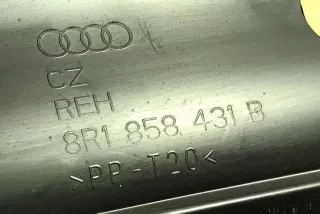 CZ
REH
8R1 858 431 B
>PP-T20<